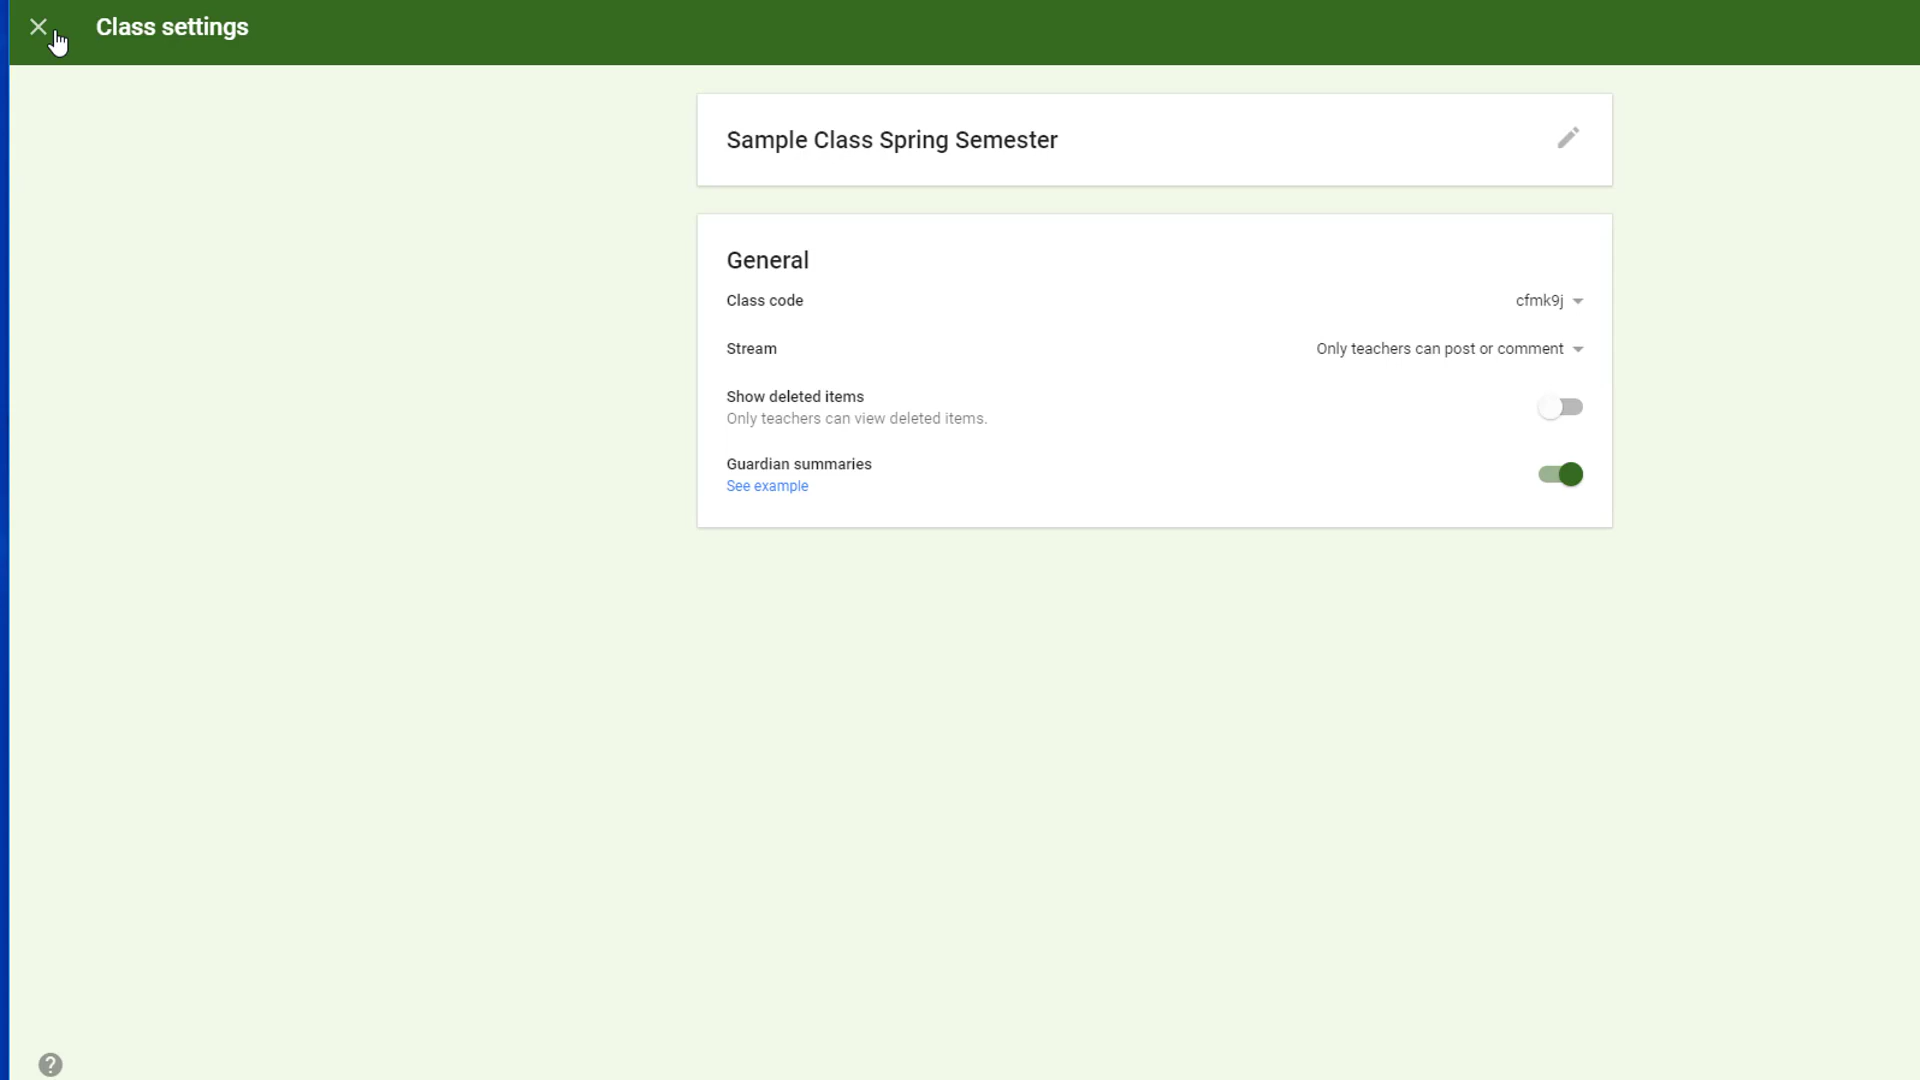 Class settings
Sample Class Spring Semester
General
Class code cfmk9j
Stream Only teachers can post or comment
Show deleted items
Only teachers can view deleted items.
Guardian summaries
See example
?